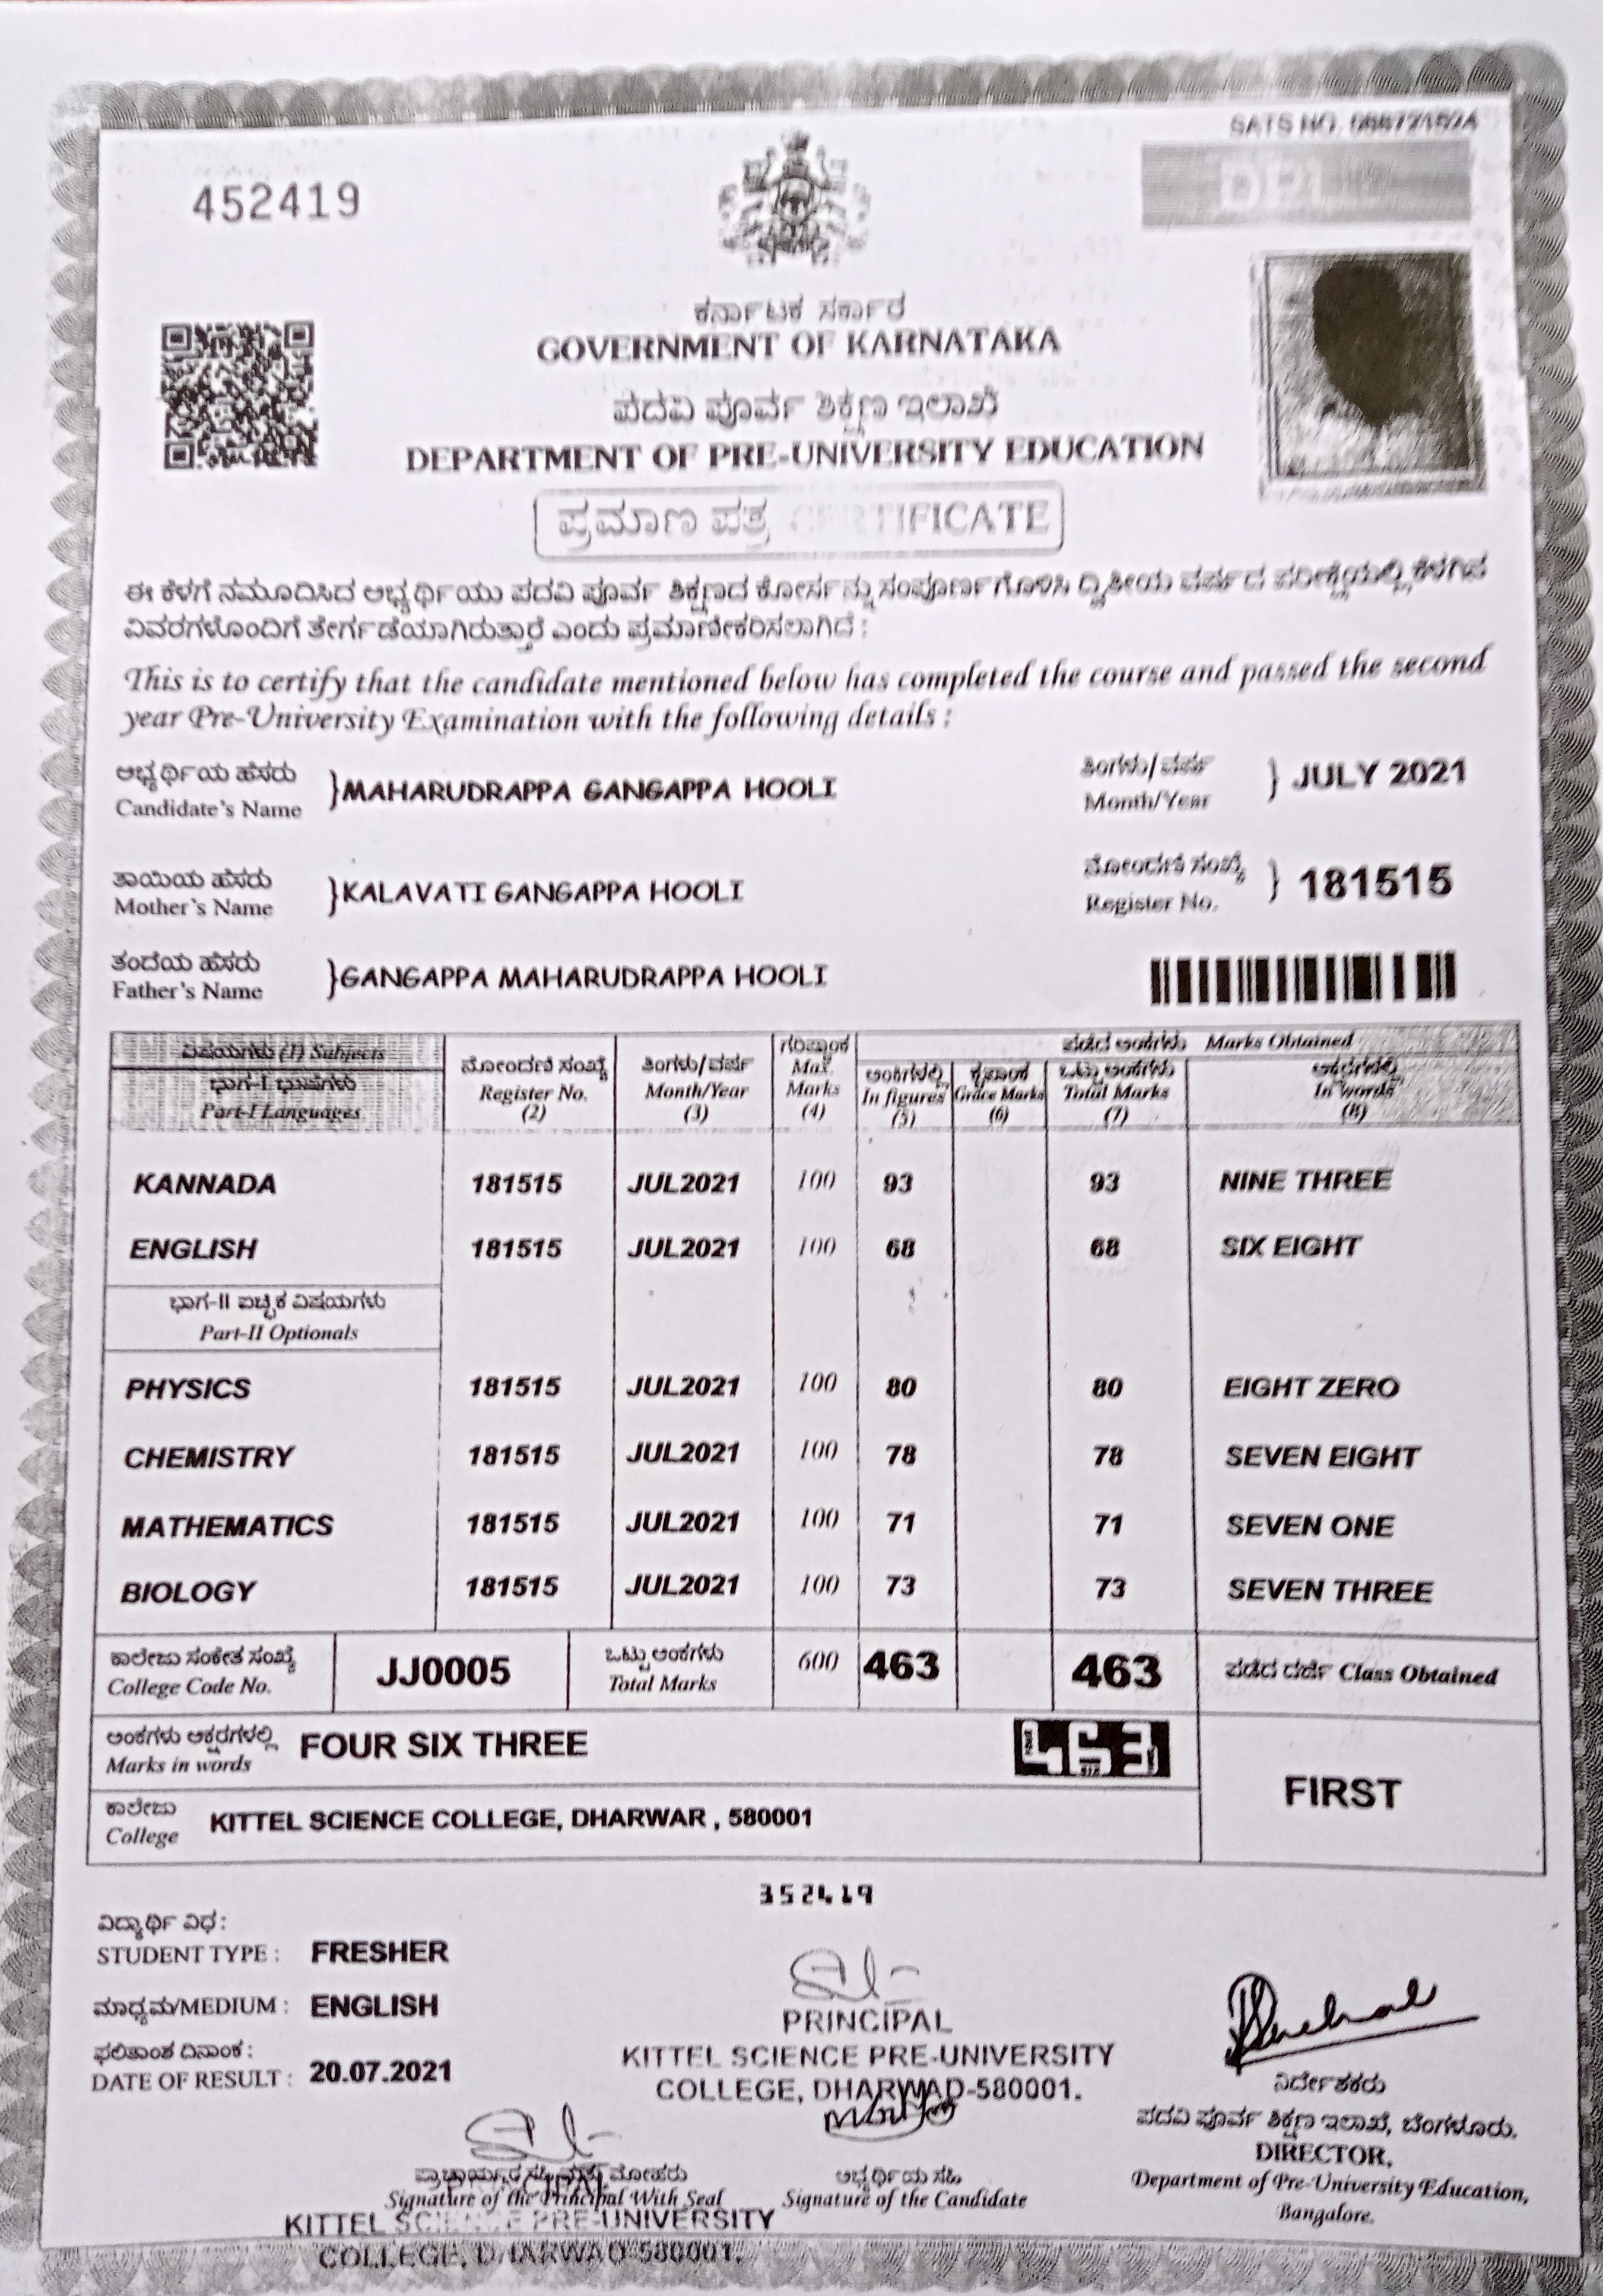 SATS NO.
452419
ಕರ್ನಾಟಕ ಸರ್ಕಾರ
GOVERNMENT OF KARNATAKA
ಪದವಿ ಪೂರ್ವ ಶಿಕ್ಷಣ ಇಲಾಖೆ
DEPARTMENT OF PRE-UNIVERSITY EDUCATION
ಪ್ರಮಾಣ ಪತ್ರ CERTIFICATE
ಈ ಕೆಳಗೆ ನಮೂದಿಸಿದ ಅಭ್ಯರ್ಥಿಯು ಪದವಿ ಪೂರ್ವ ಶಿಕ್ಷಣದ ಕೋರ್ಸನ್ನು ಸಂಪೂರ್ಣಗೊಳಿಸಿ ದ್ವಿತೀಯ ವರ್ಷದ ಪರೀಕ್ಷೆಯಲ್ಲಿ ಕೆಳಗಿನ
ವಿವರಗಳೊಂದಿಗೆ ತೇರ್ಗಡೆಯಾಗಿರುತ್ತಾರೆ ಎಂದು ಪ್ರಮಾಣೀಕರಿಸಲಾಗಿದೆ :
This is to certify that the candidate mentioned below has completed the course and passed the second
year Pre-University Examination with the following details :
ಅಭ್ಯರ್ಥಿಯ ಹೆಸರು
Candidate's Name }MAHARUDRAPPA GANGAPPA HOOLI
ತಿಂಗಳು/ವರ್ಷ
Month/Year } JULY 2021
ತಾಯಿಯ ಹೆಸರು
Mother's Name }KALAVATI GANGAPPA HOOLI
ನೋಂದಣಿ ಸಂಖ್ಯೆ
Register No. } 181515
ತಂದೆಯ ಹೆಸರು
Father's Name }GANGAPPA MAHARUDRAPPA HOOLI
ವಿಷಯಗಳು (1) Subjects
ಭಾಗ-I ಭಾಷೆಗಳು
Part-I Languages
ನೋಂದಣಿ ಸಂಖ್ಯೆ
Register No.
(2)
ತಿಂಗಳು/ವರ್ಷ
Month/Year
(3)
ಗರಿಷ್ಠಾಂಕ
Max.
Marks
(4)
ಪಡೆದ ಅಂಕಗಳು Marks Obtained
ಅಂಕಿಗಳಲ್ಲಿ
In figures
(5)
ಕೃಪಾಂಕ
Grace Marks
(6)
ಒಟ್ಟು ಅಂಕಗಳು
Total Marks
(7)
ಅಕ್ಷರಗಳಲ್ಲಿ
In words
(8)
KANNADA 181515 JUL2021 100 93 93 NINE THREE
ENGLISH 181515 JUL2021 100 68 68 SIX EIGHT
ಭಾಗ-II ಐಚ್ಛಿಕ ವಿಷಯಗಳು
Part-II Optionals
PHYSICS 181515 JUL2021 100 80 80 EIGHT ZERO
CHEMISTRY 181515 JUL2021 100 78 78 SEVEN EIGHT
MATHEMATICS 181515 JUL2021 100 71 71 SEVEN ONE
BIOLOGY 181515 JUL2021 100 73 73 SEVEN THREE
ಕಾಲೇಜು ಸಂಕೇತ ಸಂಖ್ಯೆ
College Code No. JJ0005
ಒಟ್ಟು ಅಂಕಗಳು
Total Marks 600 463 463
ಪಡೆದ ದರ್ಜೆ Class Obtained
ಅಂಕಗಳು ಅಕ್ಷರಗಳಲ್ಲಿ
Marks in words FOUR SIX THREE
463
FIRST
ಕಾಲೇಜು
College KITTEL SCIENCE COLLEGE, DHARWAR , 580001
352419
ವಿದ್ಯಾರ್ಥಿ ವಿಧ :
STUDENT TYPE : FRESHER
ಮಾಧ್ಯಮ/MEDIUM : ENGLISH
ಫಲಿತಾಂಶ ದಿನಾಂಕ :
DATE OF RESULT : 20.07.2021
PRINCIPAL
KITTEL SCIENCE PRE-UNIVERSITY
COLLEGE, DHARWAD-580001.
ನಿರ್ದೇಶಕರು
ಪದವಿ ಪೂರ್ವ ಶಿಕ್ಷಣ ಇಲಾಖೆ, ಬೆಂಗಳೂರು.
DIRECTOR,
Department of Pre-University Education,
Bangalore.
ಪ್ರಾಚಾರ್ಯರ ಸಹಿ ಮತ್ತು ಮೊಹರು
Signature of the Principal With Seal
ಅಭ್ಯರ್ಥಿಯ ಸಹಿ
Signature of the Candidate
KITTEL SCIENCE PRE-UNIVERSITY
COLLEGE, DHARWAD-580001.